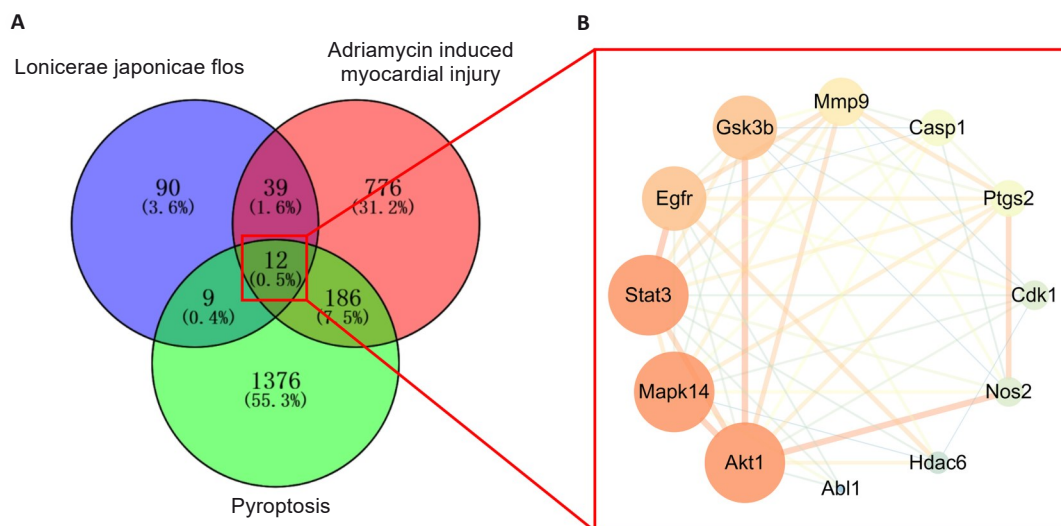 A
Lonicerae japonicae flos
Adriamycin induced
myocardial injury
90
(3.6%)
39
(1.6%)
776
(31.2%)
12
(0.5%)
9
(0.4%)
186
(7.5%)
1376
(55.3%)
Pyroptosis
B
Mmp9
Gsk3b
Casp1
Egfr
Ptgs2
Stat3
Cdk1
Mapk14
Nos2
Akt1
Hdac6
Abl1